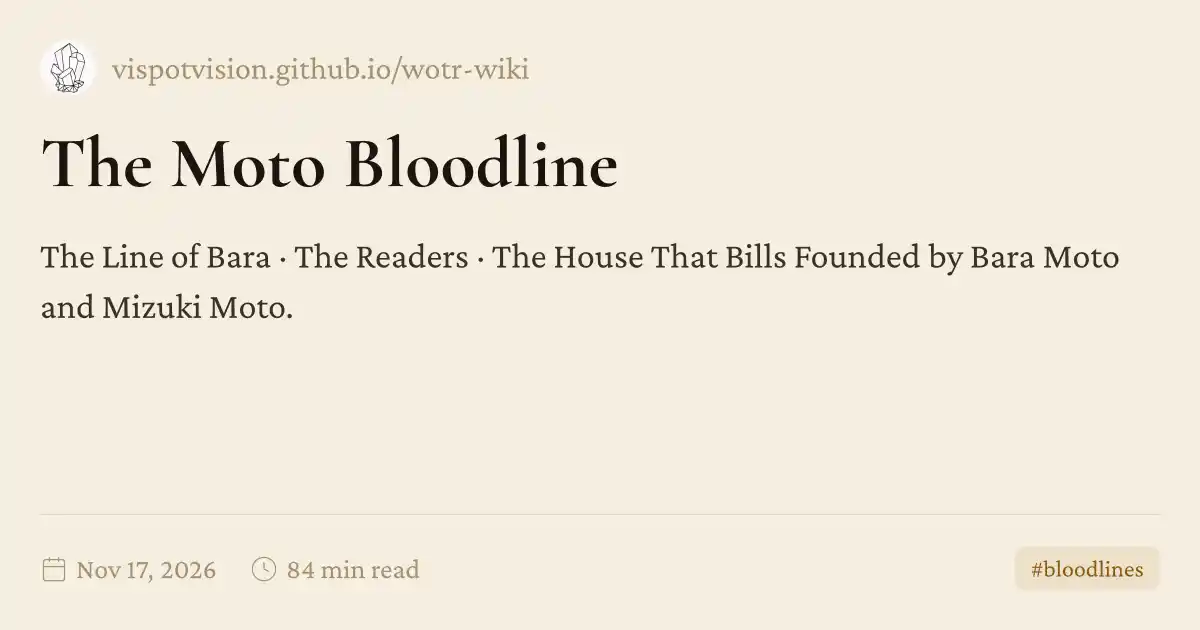 vispotvision.github.io/wotr-wiki
The Moto Bloodline
The Line of Bara · The Readers · The House That Bills Founded by Bara Moto
and Mizuki Moto.
Nov 17, 2026
84 min read
#bloodlines